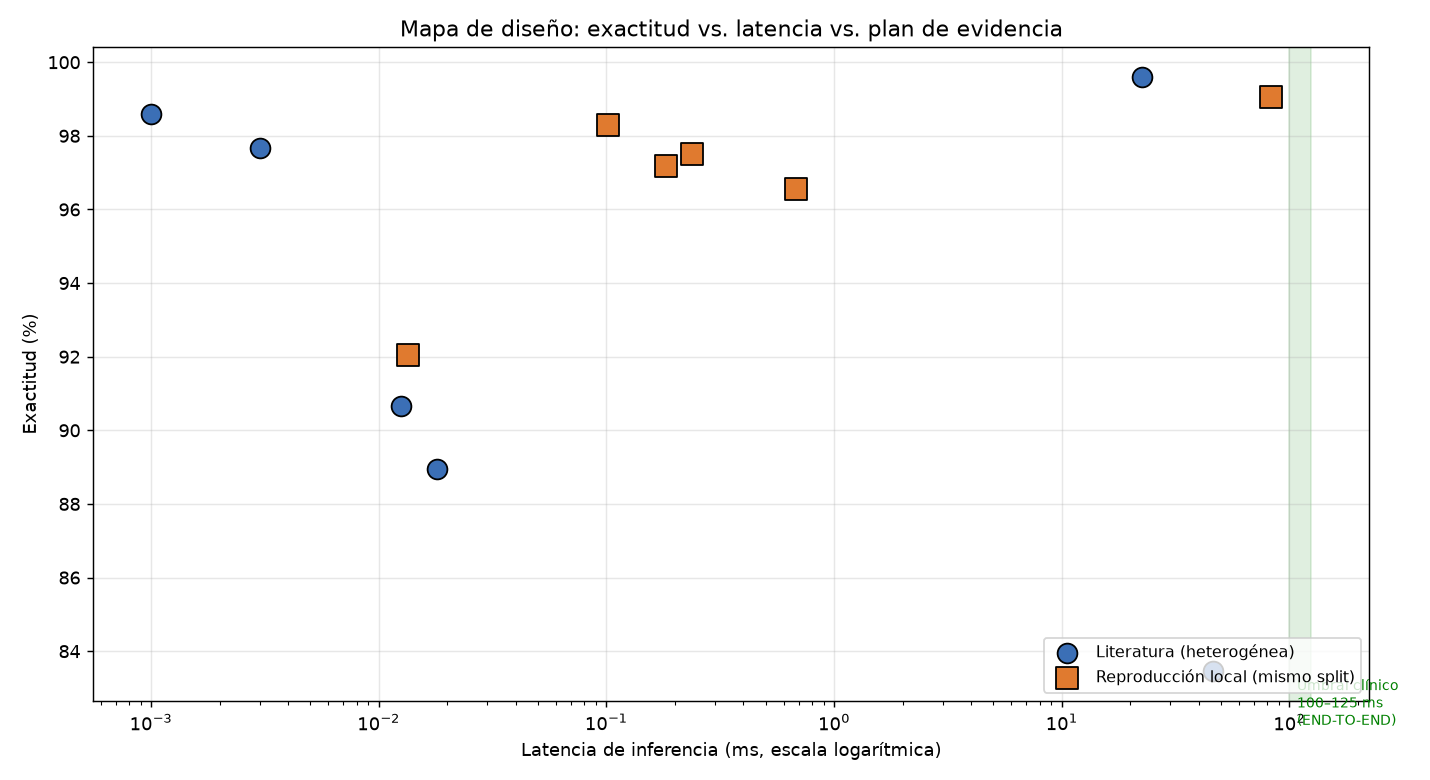 Mapa de diseño: exactitud vs. latencia vs. plan de evidencia
Exactitud (%)
100
98
96
94
92
90
88
86
84
Literatura (heterogénea)
Reproducción local (mismo split)
umbral clínico
100–125 ms
(END-TO-END)
10⁻³
10⁻²
10⁻¹
10⁰
10¹
10²
Latencia de inferencia (ms, escala logarítmica)